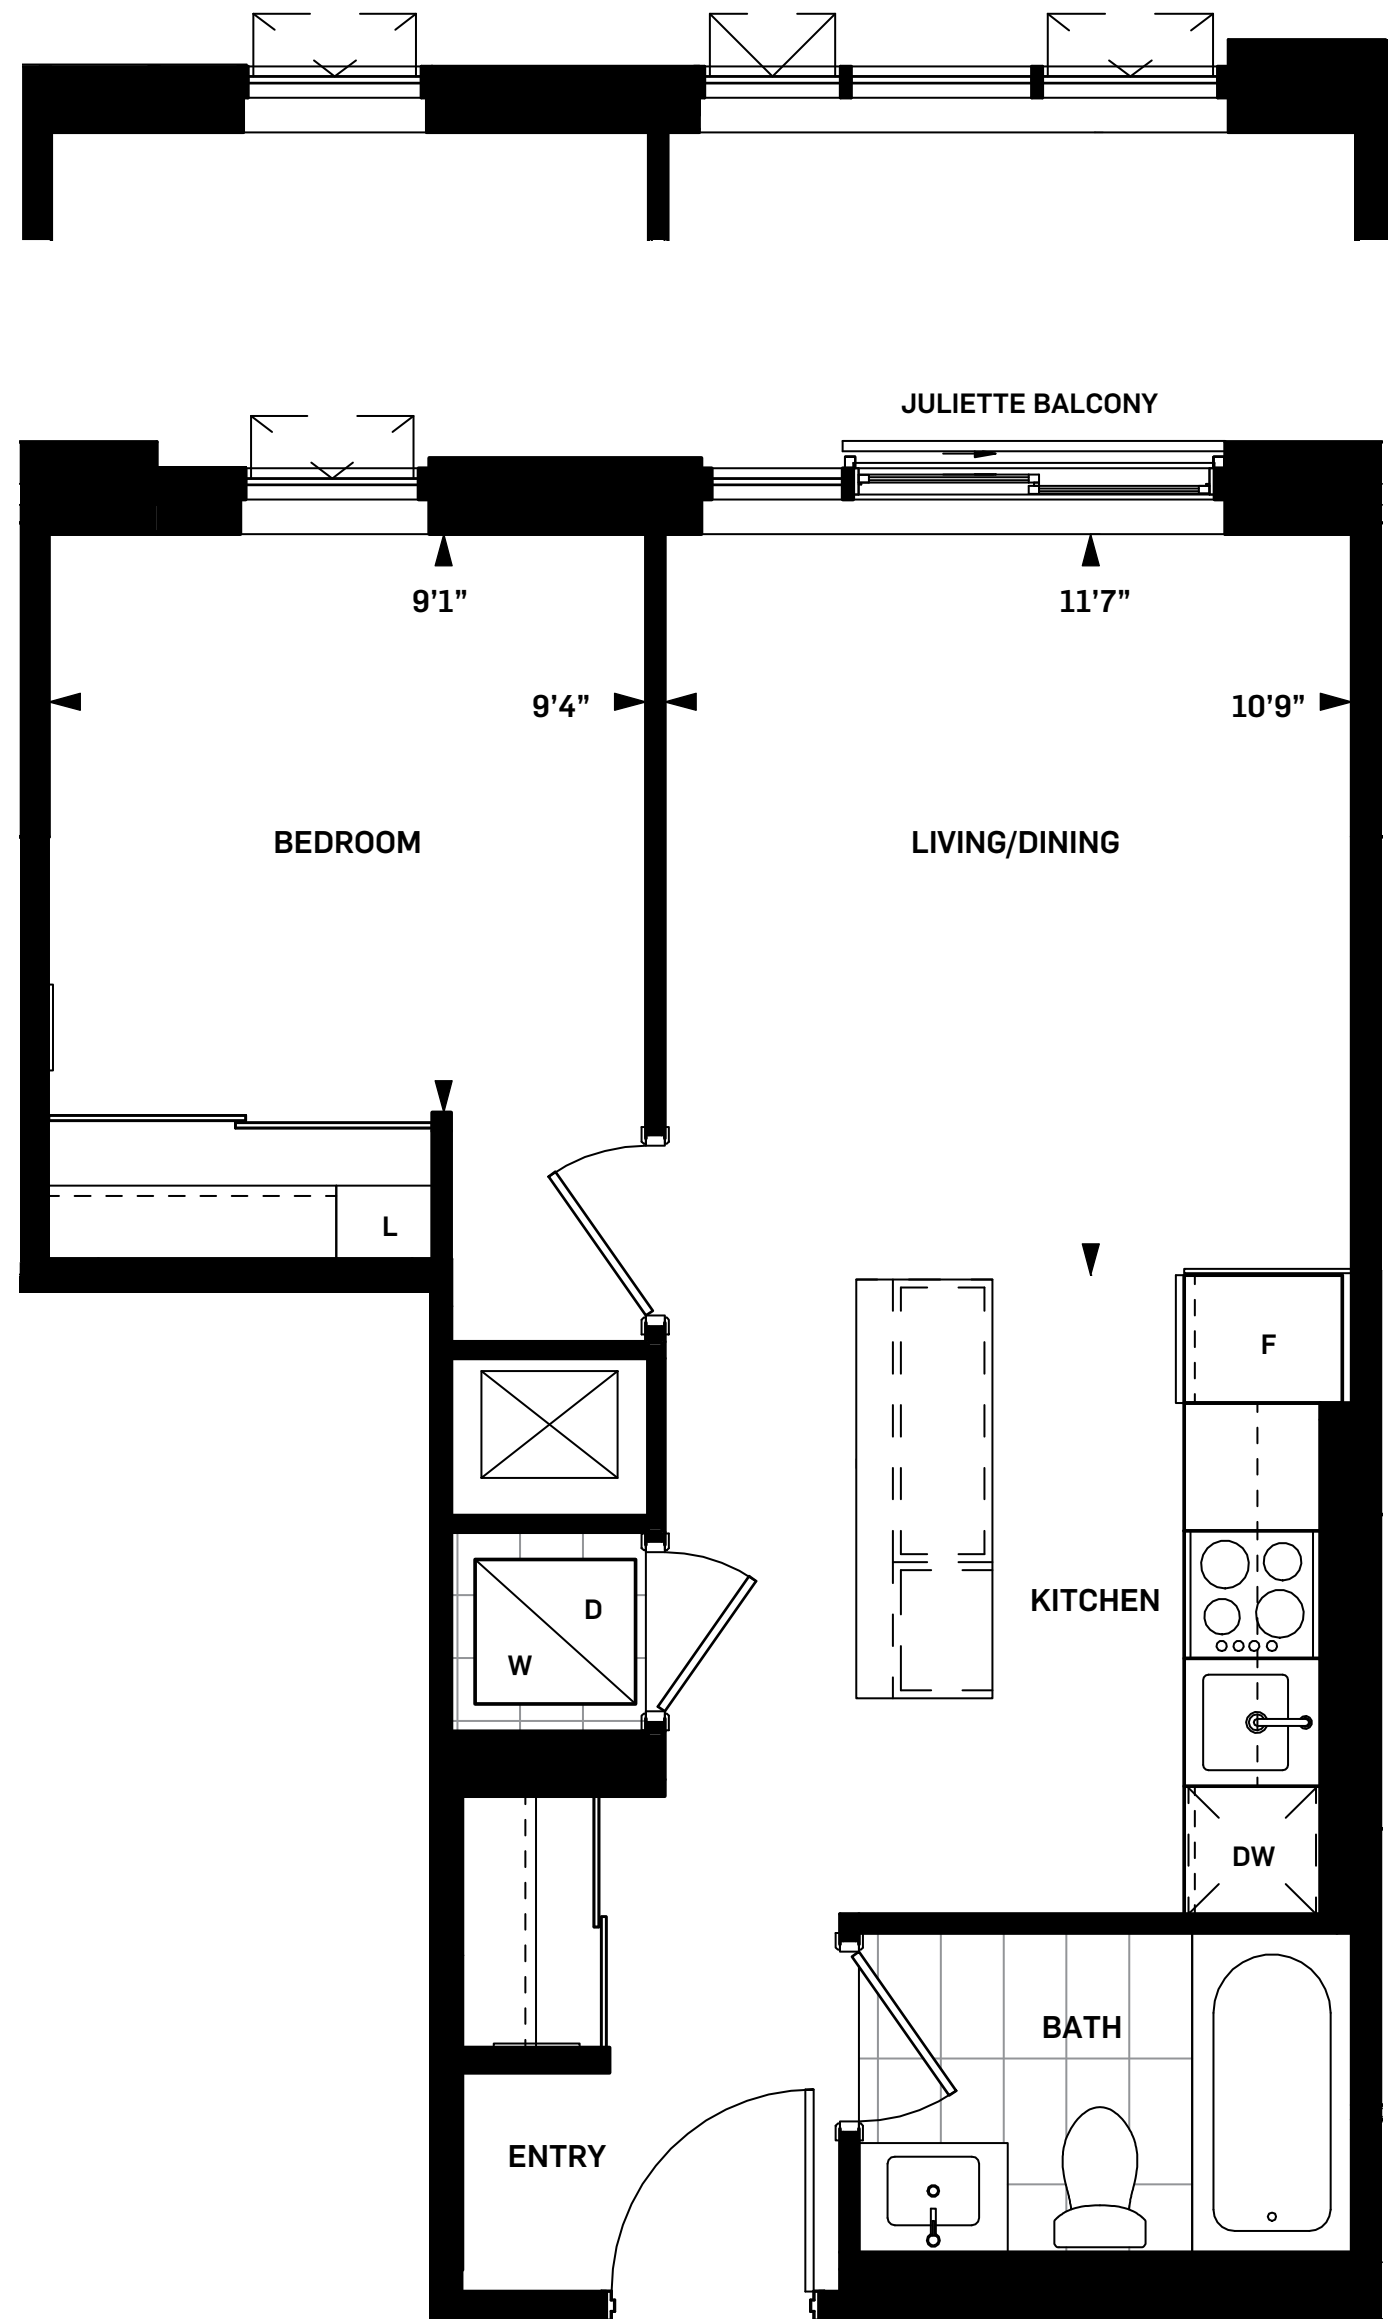 JULIETTE BALCONY
9’1”
11’7”
9’4”
10’9”
BEDROOM
LIVING/DINING
L
F
KITCHEN
D
W
DW
BATH
ENTRY